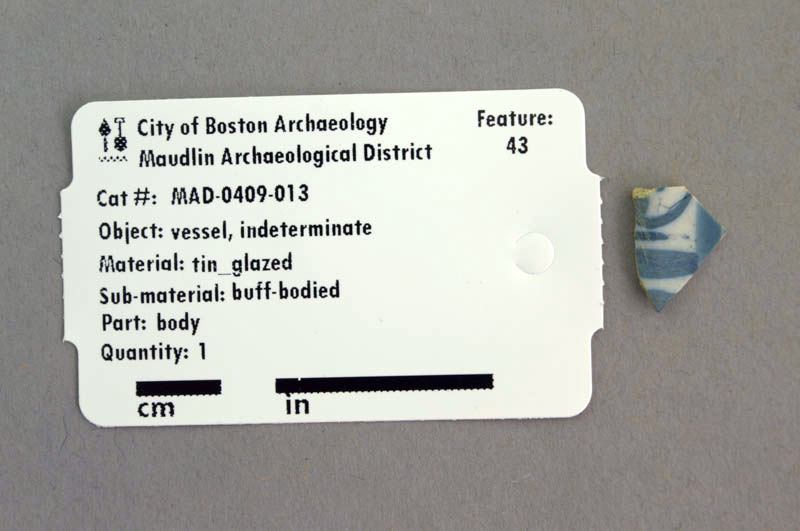 City of Boston Archaeology
Maudlin Archaeological District
Feature:
43
Cat #: MAD-0409-013
Object: vessel, indeterminate
Material: tin_glazed
Sub-material: buff-bodied
Part: body
Quantity: 1
cm
in